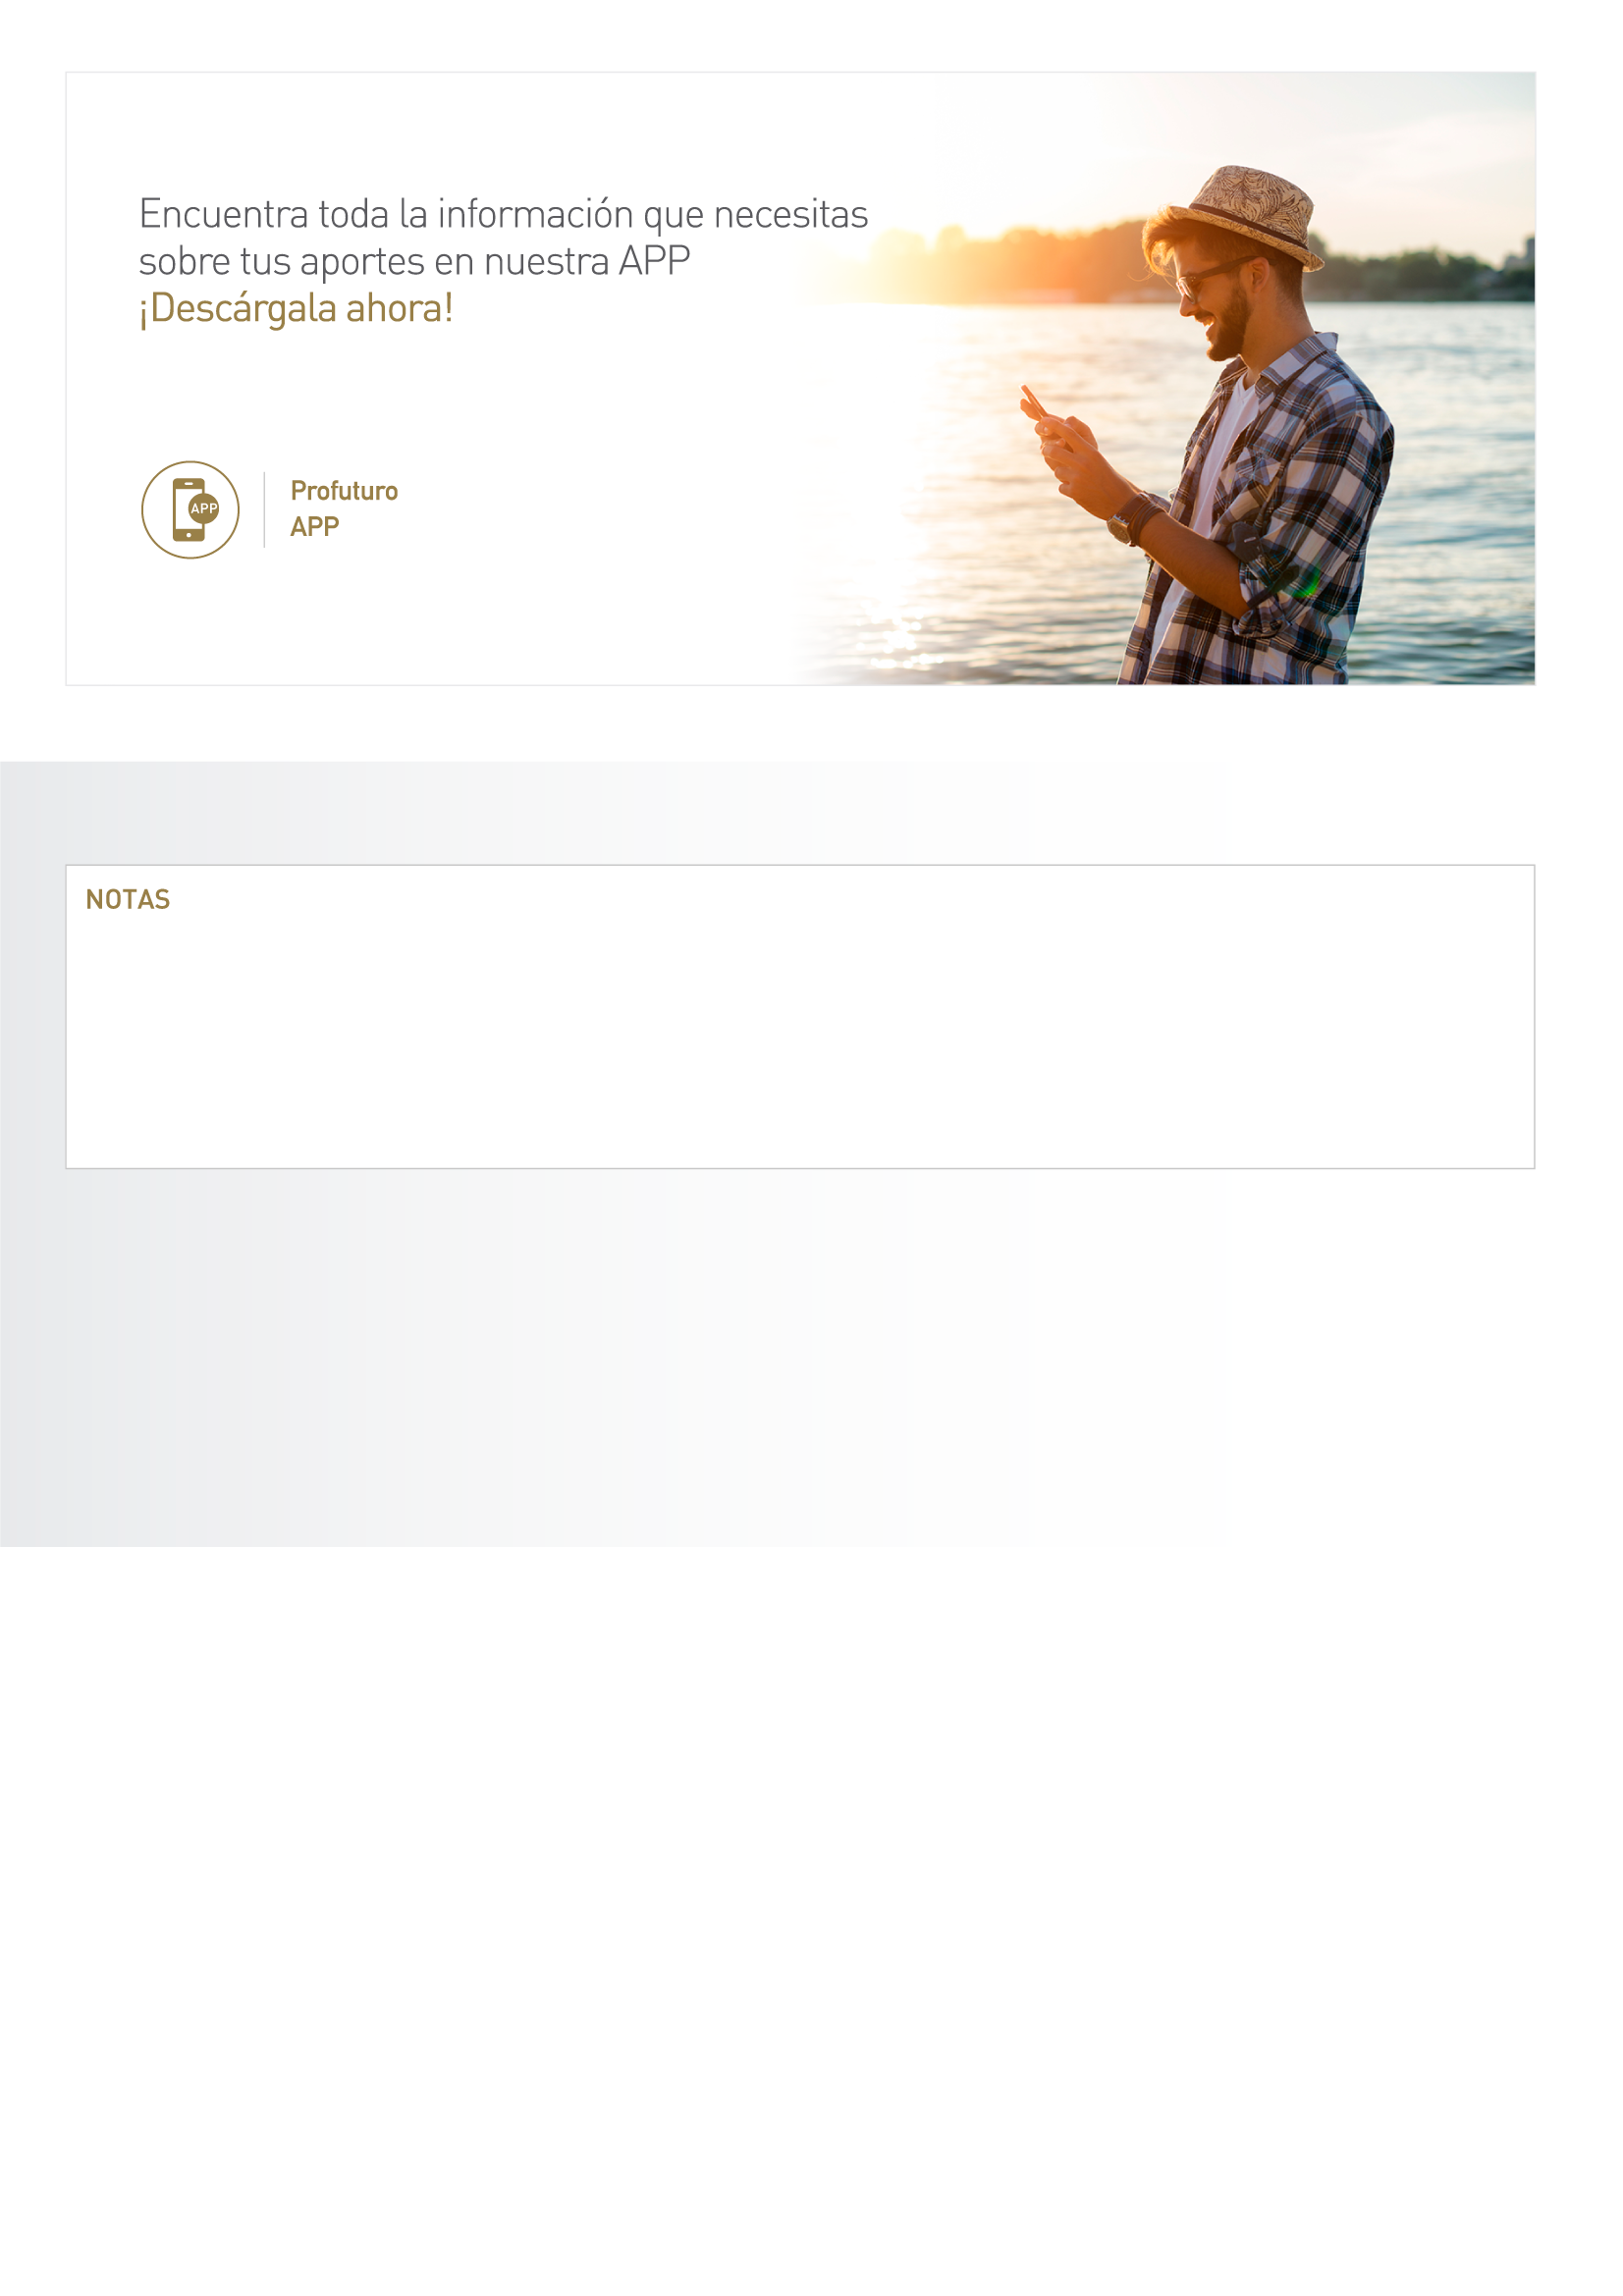 Encuentra toda la información que necesitas
sobre tus aportes en nuestra APP
¡Descárgala ahora!
APP
Profuturo
APP
NOTAS